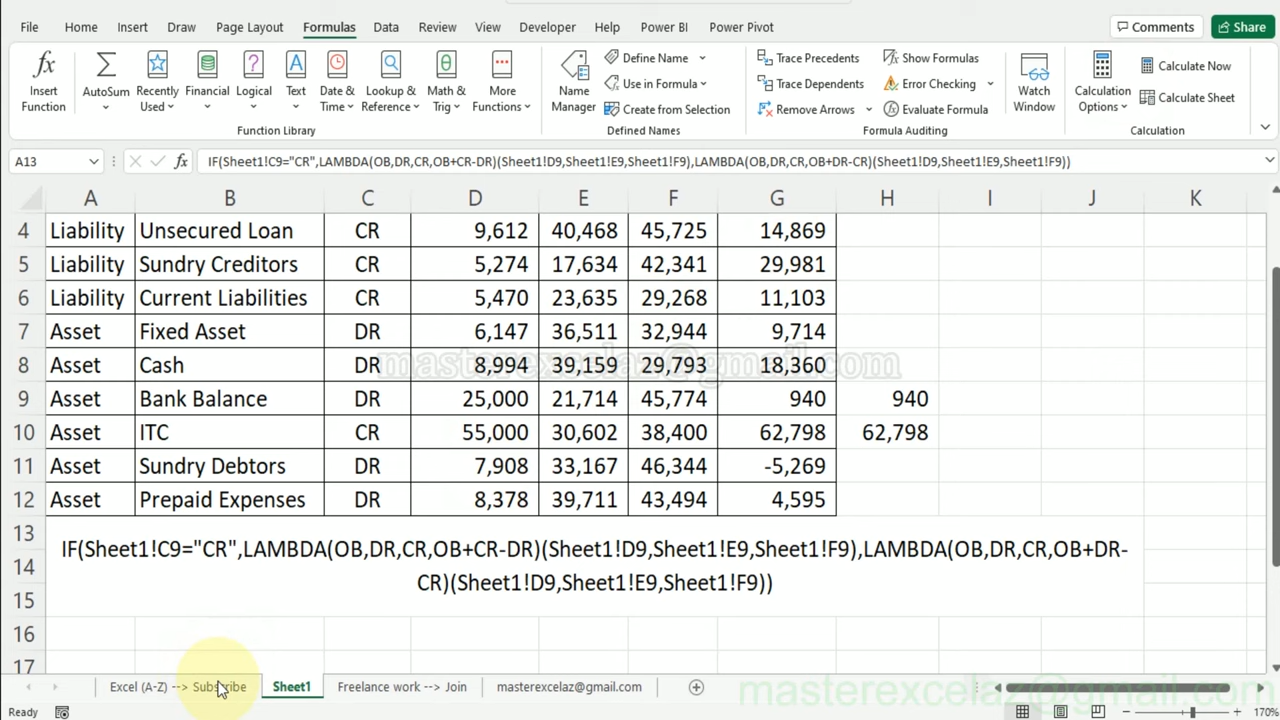 File Home Insert Draw Page Layout Formulas Data Review View Developer Help Power BI Power Pivot Comments Share
Insert Function AutoSum Recently Used Financial Logical Text Date & Time Lookup & Reference Math & Trig More Functions
Function Library
Name Manager Define Name Use in Formula Create from Selection
Defined Names
Trace Precedents Show Formulas
Trace Dependents Error Checking
Remove Arrows Evaluate Formula
Watch Window
Formula Auditing
Calculation Options Calculate Now Calculate Sheet
Calculation
A13 fx IF(Sheet1!C9="CR",LAMBDA(OB,DR,CR,OB+CR-DR)(Sheet1!D9,Sheet1!E9,Sheet1!F9),LAMBDA(OB,DR,CR,OB+DR-CR)(Sheet1!D9,Sheet1!E9,Sheet1!F9))
A B C D E F G H I J K
4 Liability Unsecured Loan CR 9,612 40,468 45,725 14,869
5 Liability Sundry Creditors CR 5,274 17,634 42,341 29,981
6 Liability Current Liabilities CR 5,470 23,635 29,268 11,103
7 Asset Fixed Asset DR 6,147 36,511 32,944 9,714
8 Asset Cash DR 8,994 39,159 29,793 18,360
masterexcelaz@gmail.com
9 Asset Bank Balance DR 25,000 21,714 45,774 940 940
10 Asset ITC CR 55,000 30,602 38,400 62,798 62,798
11 Asset Sundry Debtors DR 7,908 33,167 46,344 -5,269
12 Asset Prepaid Expenses DR 8,378 39,711 43,494 4,595
13
IF(Sheet1!C9="CR",LAMBDA(OB,DR,CR,OB+CR-DR)(Sheet1!D9,Sheet1!E9,Sheet1!F9),LAMBDA(OB,DR,CR,OB+DR-
14
CR)(Sheet1!D9,Sheet1!E9,Sheet1!F9))
15
16
17
Excel (A-Z) --> Subscribe Sheet1 Freelance work --> Join masterexcelaz@gmail.com
masterexcelaz@gmail.com
Ready 170%